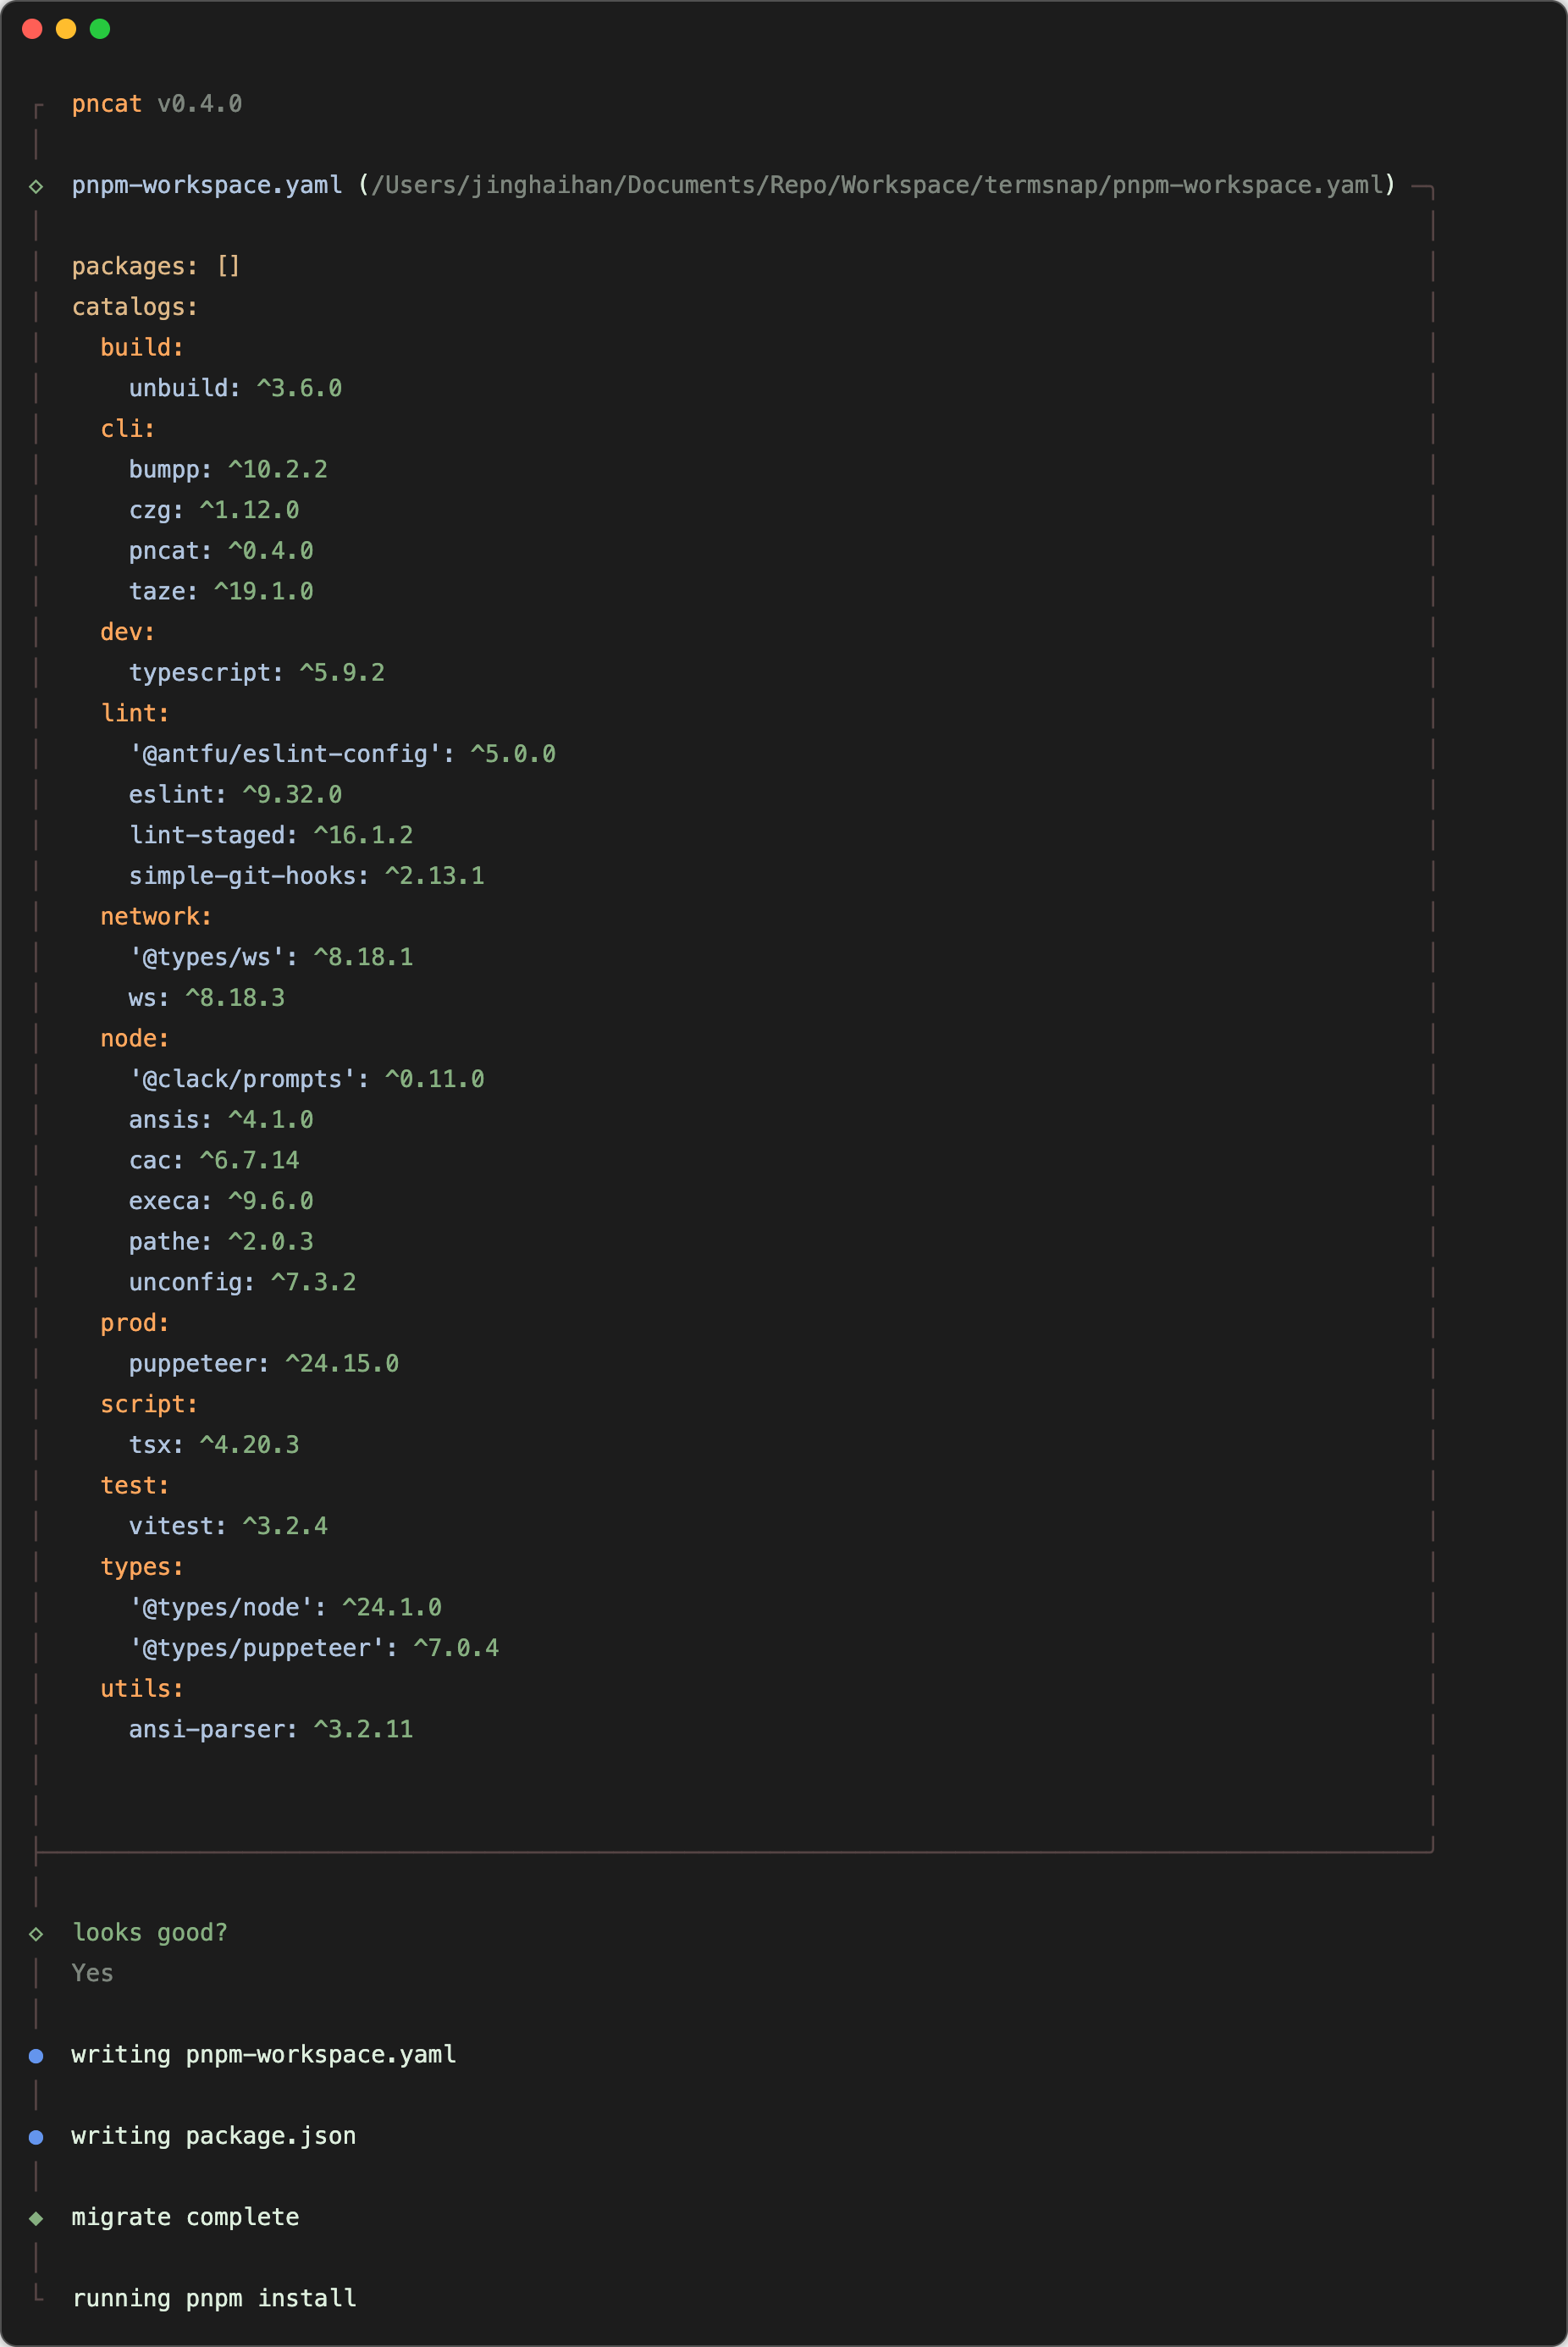 pncat v0.4.0
pnpm-workspace.yaml (/Users/jinghaihan/Documents/Repo/Workspace/termsnap/pnpm-workspace.yaml)
packages: []
catalogs:
  build:
    unbuild: ^3.6.0
  cli:
    bumpp: ^10.2.2
    czg: ^1.12.0
    pncat: ^0.4.0
    taze: ^19.1.0
  dev:
    typescript: ^5.9.2
  lint:
    '@antfu/eslint-config': ^5.0.0
    eslint: ^9.32.0
    lint-staged: ^16.1.2
    simple-git-hooks: ^2.13.1
  network:
    '@types/ws': ^8.18.1
    ws: ^8.18.3
  node:
    '@clack/prompts': ^0.11.0
    ansis: ^4.1.0
    cac: ^6.7.14
    execa: ^9.6.0
    pathe: ^2.0.3
    unconfig: ^7.3.2
  prod:
    puppeteer: ^24.15.0
  script:
    tsx: ^4.20.3
  test:
    vitest: ^3.2.4
  types:
    '@types/node': ^24.1.0
    '@types/puppeteer': ^7.0.4
  utils:
    ansi-parser: ^3.2.11
looks good?
Yes
writing pnpm-workspace.yaml
writing package.json
migrate complete
running pnpm install